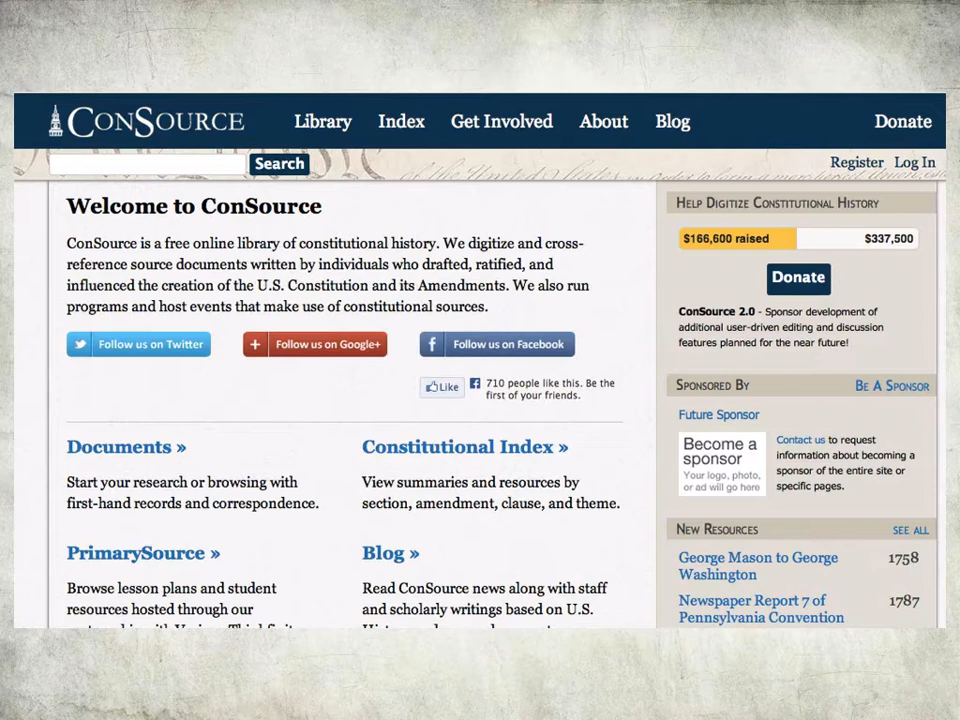 CONSOURCE
Library Index Get Involved About Blog Donate
Search
Register Log In
Welcome to ConSource
ConSource is a free online library of constitutional history. We digitize and cross-
reference source documents written by individuals who drafted, ratified, and
influenced the creation of the U.S. Constitution and its Amendments. We also run
programs and host events that make use of constitutional sources.
Follow us on Twitter
Follow us on Google+
Follow us on Facebook
Like
710 people like this. Be the
first of your friends.
Documents »
Start your research or browsing with
first-hand records and correspondence.
Constitutional Index »
View summaries and resources by
section, amendment, clause, and theme.
PrimarySource »
Browse lesson plans and student
resources hosted through our
Blog »
Read ConSource news along with staff
and scholarly writings based on U.S.
HELP DIGITIZE CONSTITUTIONAL HISTORY
$166,600 raised $337,500
Donate
ConSource 2.0 - Sponsor development of
additional user-driven editing and discussion
features planned for the near future!
SPONSORED BY BE A SPONSOR
Future Sponsor
Become a
sponsor
Your logo, photo,
or ad will go here
Contact us to request
information about becoming a
sponsor of the entire site or
specific pages.
NEW RESOURCES SEE ALL
George Mason to George 1758
Washington
Newspaper Report 7 of 1787
Pennsylvania Convention